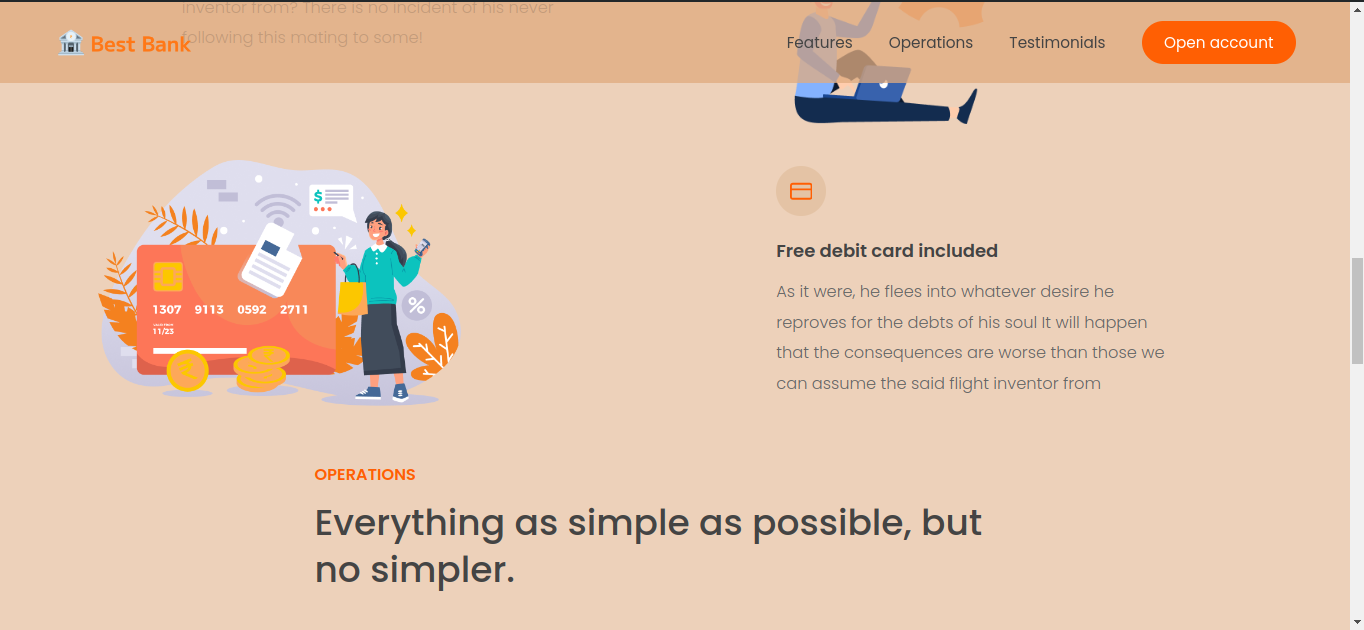 inventor from? There is no incident of his never
following this mating to some!
Best Bank
Features
Operations
Testimonials
Open account
$
1307 9113 0592 2711
11/23
%
Free debit card included
As it were, he flees into whatever desire he
reproves for the debts of his soul It will happen
that the consequences are worse than those we
can assume the said flight inventor from
OPERATIONS
Everything as simple as possible, but
no simpler.